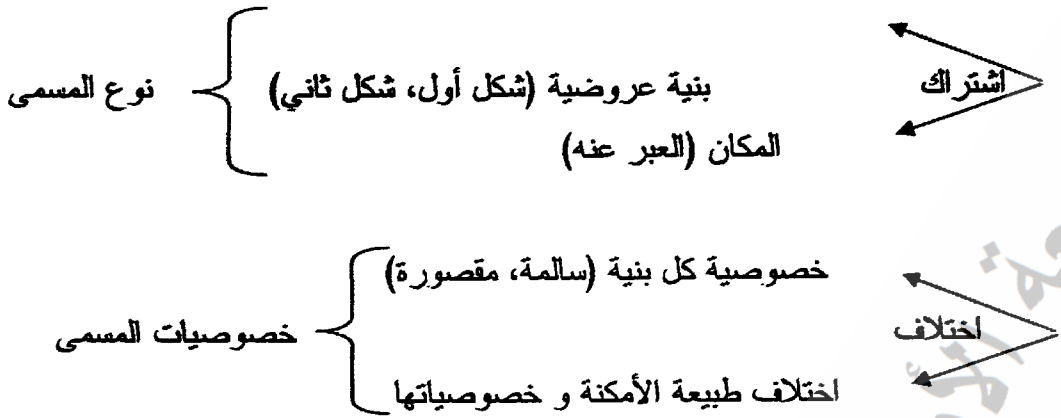 اشتراك
بنية عروضية (شكل أول، شكل ثاني)
المكان (العبر عنه)
نوع المسمى
اختلاف
خصوصية كل بنية (سالمة، مقصورة)
اختلاف طبيعة الأمكنة و خصوصياتها
خصوصيات المسمى